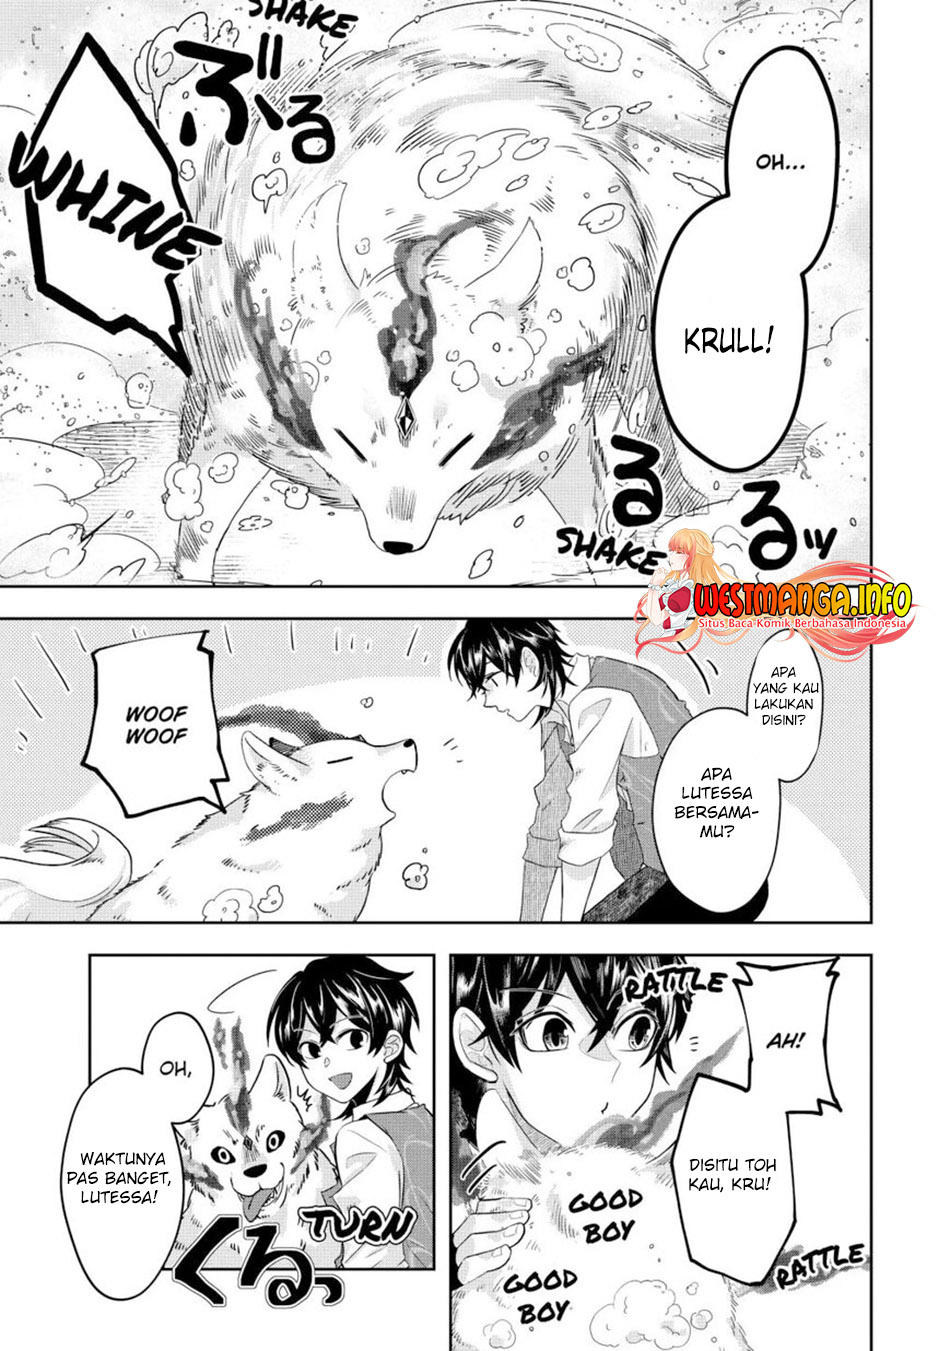 SHAKE
ぶるるるッ
OH...
KRULL!
WHINE
SHAKE
WESTMANGA.INFO
Situs Baca Komik Berbahasa Indonesia
APA
YANG KAU
LAKUKAN
DISINI?
APA
LUTESSA
BERSAMA-
MU?
WOOF
WOOF
RATTLE
AH!
DISITU TOH
KAU, KRU!
GOOD
BOY
GOOD
BOY
RATTLE
OH,
WAKTUNYA
PAS BANGET,
LUTESSA!
TURN
くるっ